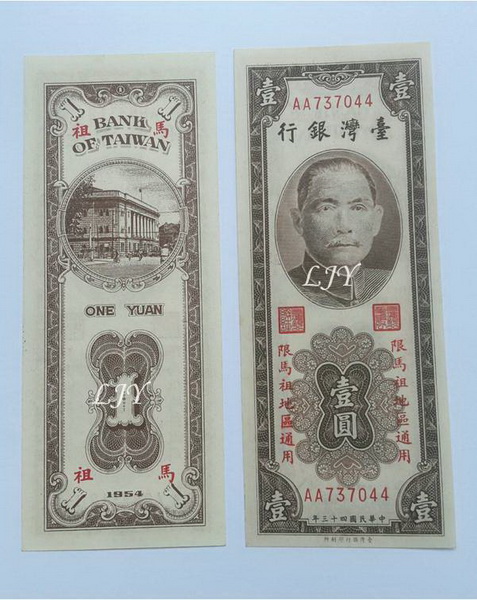 1 1
BANK
OF TAIWAN
馬祖
ONE YUAN
LJY
馬祖
1 1
1954
壹 壹
AA737044
臺灣銀行
LJY
限馬祖地區通用
壹圓
限馬祖地區通用
AA737044
壹 壹
中華民國四十三年